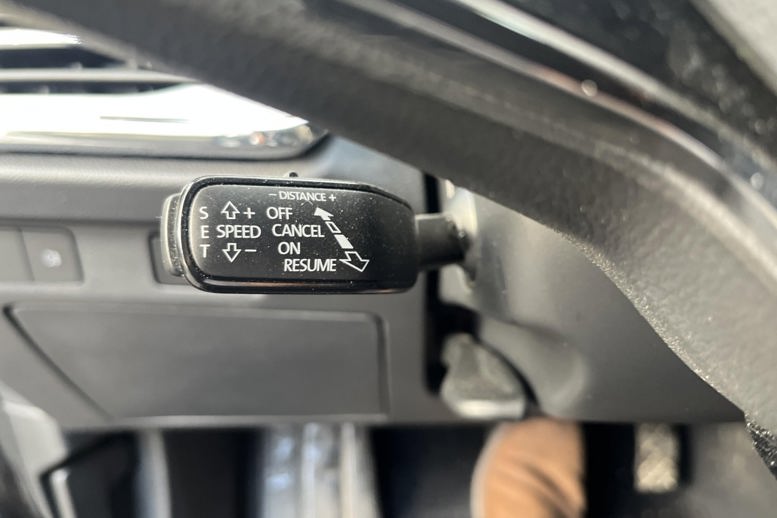 - DISTANCE +
S + OFF
E SPEED CANCEL
T - ON
RESUME